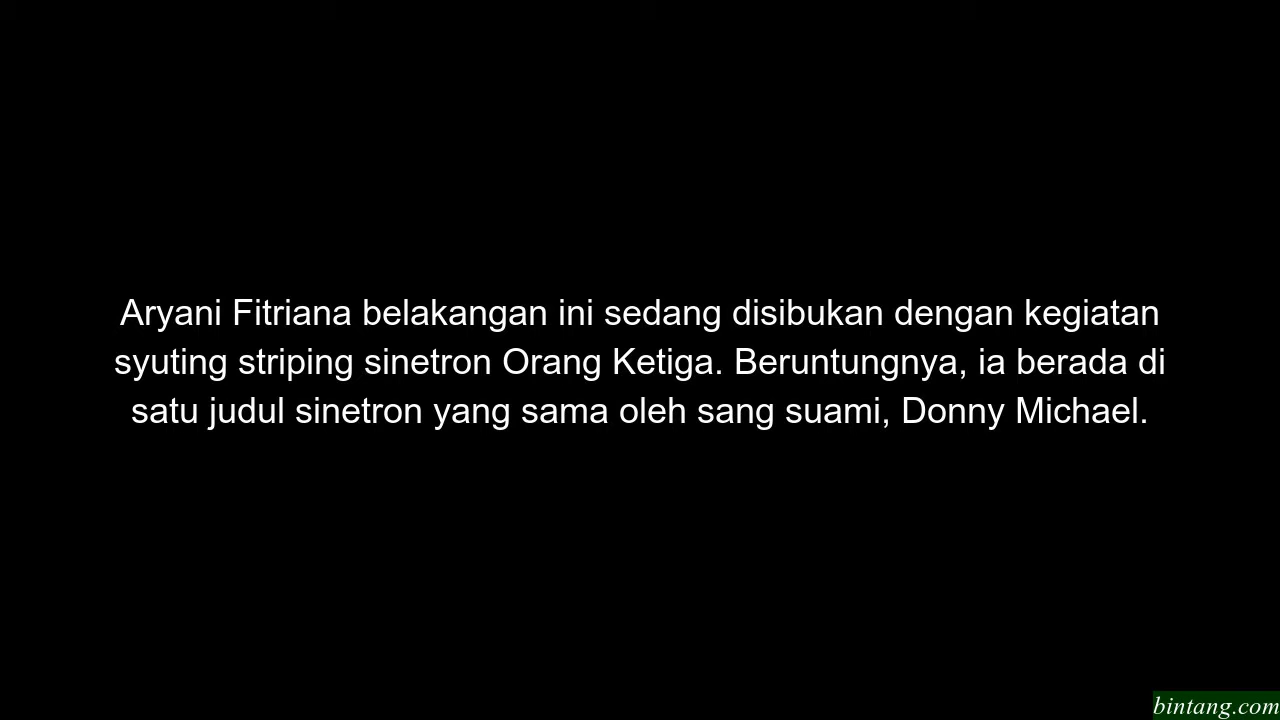 Aryani Fitriana belakangan ini sedang disibukan dengan kegiatan
syuting striping sinetron Orang Ketiga. Beruntungnya, ia berada di
satu judul sinetron yang sama oleh sang suami, Donny Michael.
bintang.com